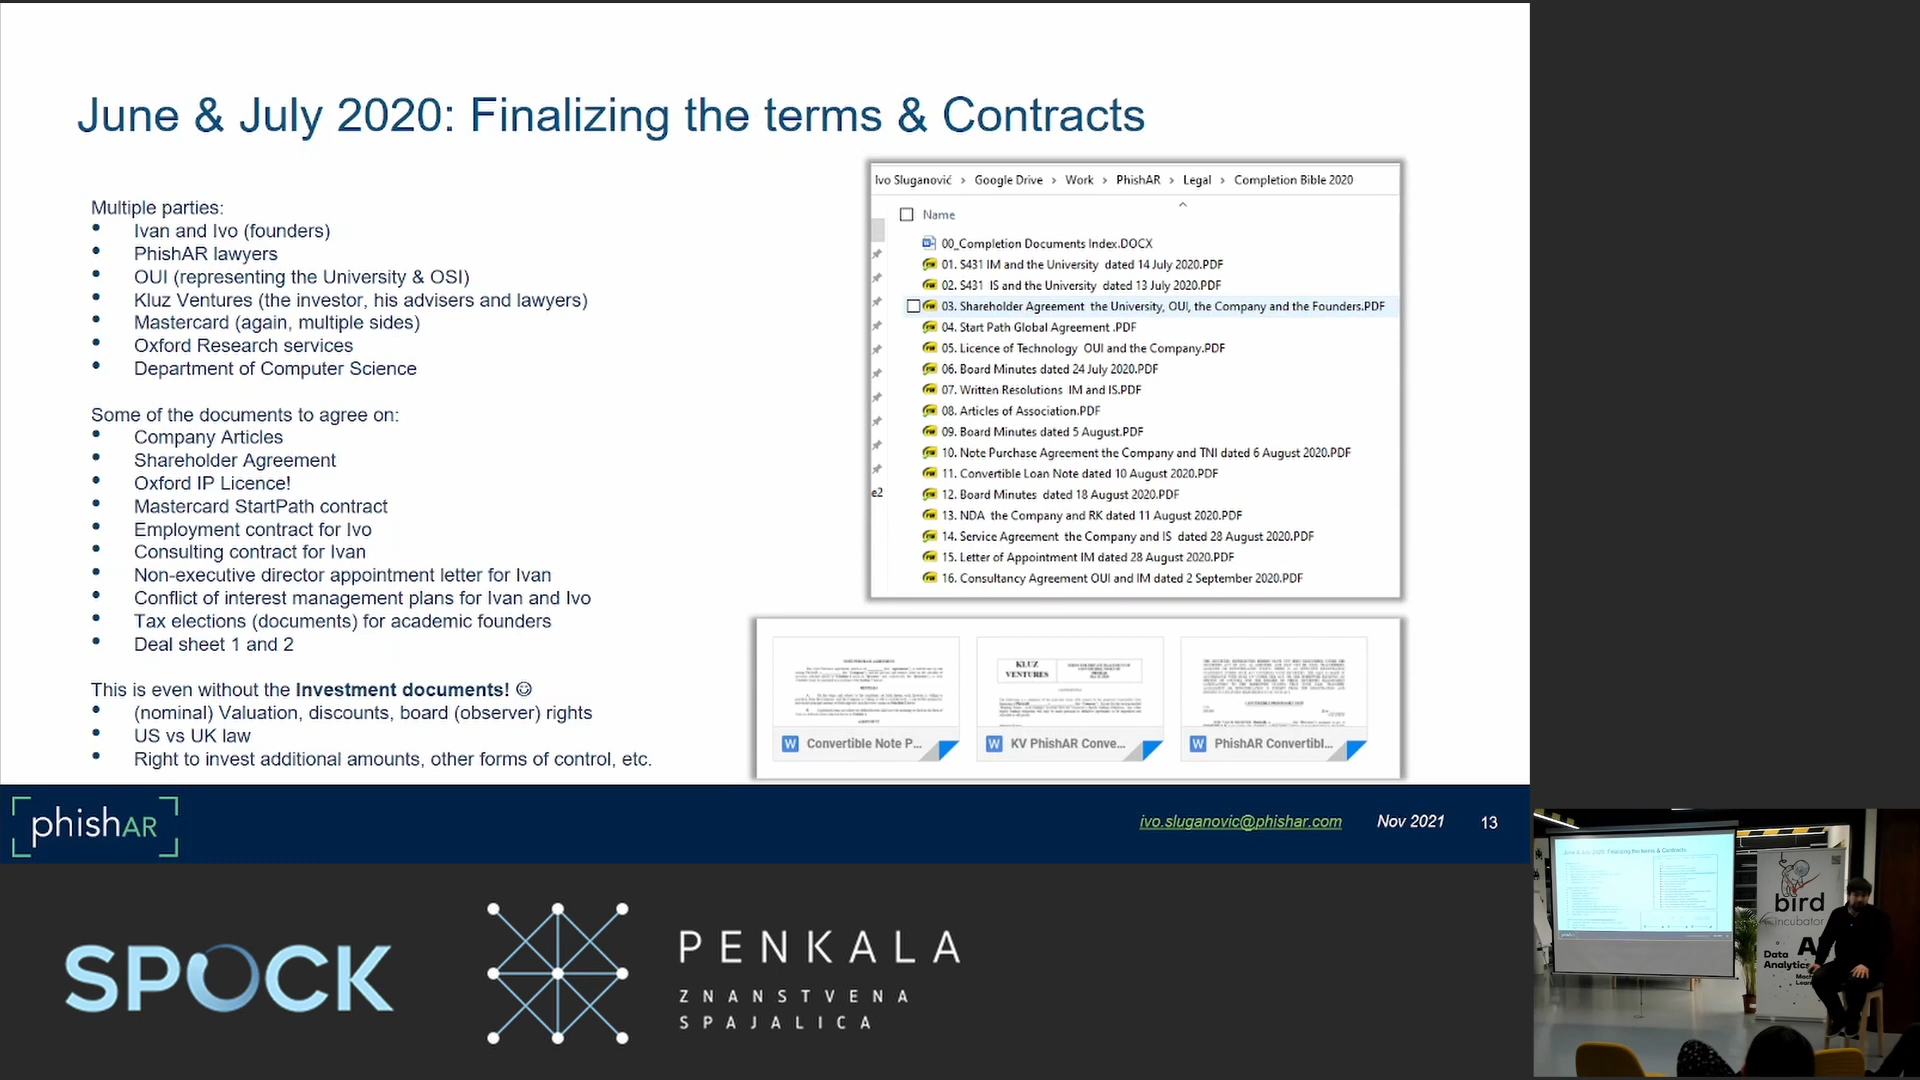 June & July 2020: Finalizing the terms & Contracts
Multiple parties:
• Ivan and Ivo (founders)
• PhishAR lawyers
• OUI (representing the University & OSI)
• Kluz Ventures (the investor, his advisers and lawyers)
• Mastercard (again, multiple sides)
• Oxford Research services
• Department of Computer Science
Some of the documents to agree on:
• Company Articles
• Shareholder Agreement
• Oxford IP Licence!
• Mastercard StartPath contract
• Employment contract for Ivo
• Consulting contract for Ivan
• Non-executive director appointment letter for Ivan
• Conflict of interest management plans for Ivan and Ivo
• Tax elections (documents) for academic founders
• Deal sheet 1 and 2
This is even without the Investment documents! ☺
• (nominal) Valuation, discounts, board (observer) rights
• US vs UK law
• Right to invest additional amounts, other forms of control, etc.
Ivo Sluganović > Google Drive > Work > PhishAR > Legal > Completion Bible 2020
Name
00_Completion Documents Index.DOCX
01. S431 IM and the University dated 14 July 2020.PDF
02. S431 IS and the University dated 13 July 2020.PDF
03. Shareholder Agreement the University, OUI, the Company and the Founders.PDF
04. Start Path Global Agreement .PDF
05. Licence of Technology OUI and the Company.PDF
06. Board Minutes dated 24 July 2020.PDF
07. Written Resolutions IM and IS.PDF
08. Articles of Association.PDF
09. Board Minutes dated 5 August.PDF
10. Note Purchase Agreement the Company and TNI dated 6 August 2020.PDF
11. Convertible Loan Note dated 10 August 2020.PDF
e2
12. Board Minutes dated 18 August 2020.PDF
13. NDA the Company and RK dated 11 August 2020.PDF
14. Service Agreement the Company and IS dated 28 August 2020.PDF
15. Letter of Appointment IM dated 28 August 2020.PDF
16. Consultancy Agreement OUI and IM dated 2 September 2020.PDF
KLUZ
VENTURES
Convertible Note P...
KV PhishAR Conve...
PhishAR Convertibl...
phishAR
ivo.sluganovic@phishar.com
Nov 2021
13
SPOCK
PENKALA
ZNANSTVENA
SPAJALICA
June & July 2020: Finalizing the terms & Contracts
bird
incubator
Data
Analytics